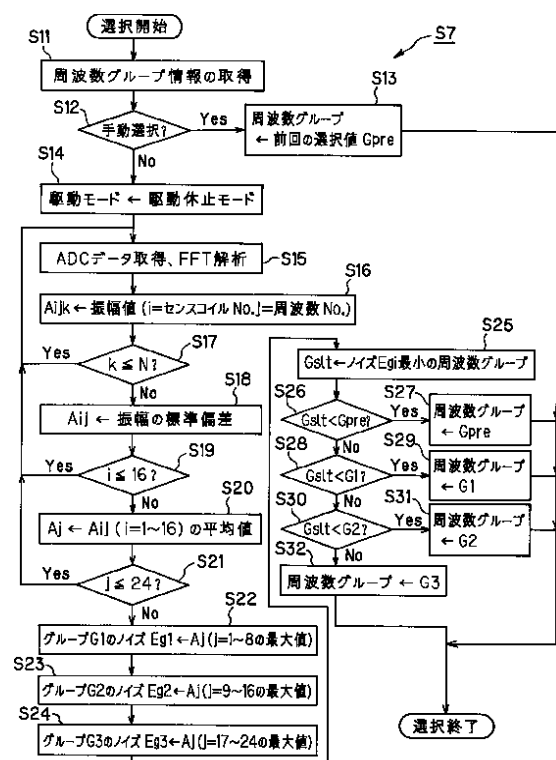 選択開始
S7
S11
周波数グループ情報の取得
S12
手動選択?
Yes
No
S13
周波数グループ
← 前回の選択値 Gpre
S14
駆動モード ← 駆動休止モード
ADCデータ取得、FFT解析
S15
S16
Aijk ← 振幅値(i=センスコイル No.j=周波数 No.)
S17
k ≦ N?
Yes
No
S18
Aij ← 振幅の標準偏差
S19
i ≦ 16?
Yes
No
S20
Aj ← Aij (i=1~16) の平均値
S21
j ≦ 24?
Yes
No
S22
グループG1のノイズ Eg1←Aj(j=1~8の最大値)
S23
グループG2のノイズ Eg2←Aj(j=9~16の最大値)
S24
グループG3のノイズ Eg3←Aj(j=17~24の最大値)
S25
Gslt←ノイズEgi最小の周波数グループ
S26
Gslt<Gpre?
Yes
No
S27
周波数グループ
← Gpre
S28
Gslt<G1?
Yes
No
S29
周波数グループ
← G1
S30
Gslt<G2?
Yes
No
S31
周波数グループ
← G2
S32
周波数グループ ← G3
選択終了